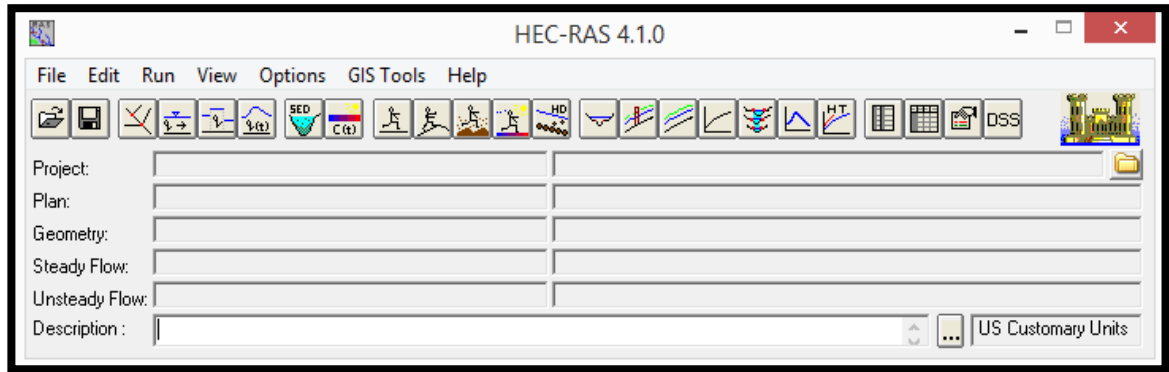 HEC-RAS 4.1.0
File Edit Run View Options GIS Tools Help
SED C(t) HD HT DSS
Project:
Plan:
Geometry:
Steady Flow:
Unsteady Flow:
Description : ... US Customary Units